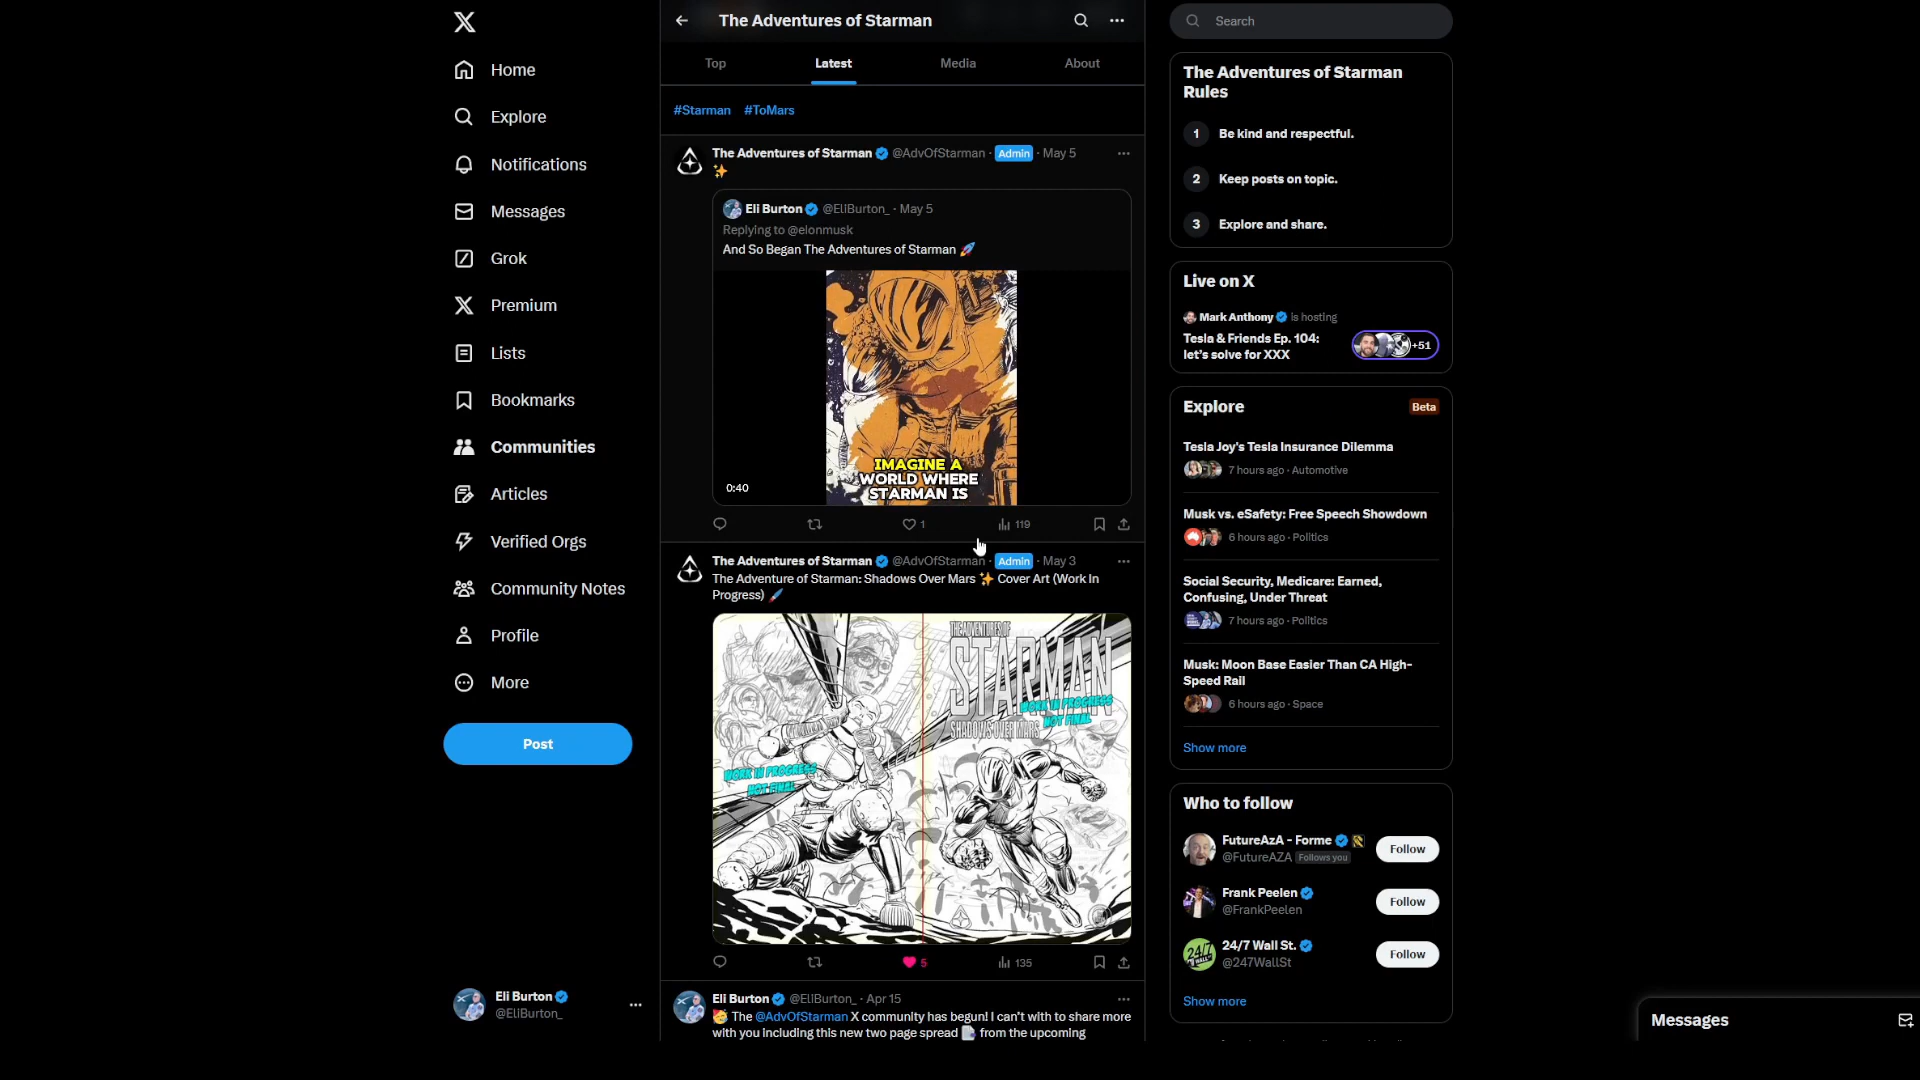 Home
Explore
Notifications
Messages
Grok
Premium
Lists
Bookmarks
Communities
Articles
Verified Orgs
Community Notes
Profile
More
Post
Eli Burton
@EliBurton_
The Adventures of Starman
Top Latest Media About
#Starman #ToMars
The Adventures of Starman @AdvOfStarman · Admin · May 5
✨
Eli Burton @EliBurton_ · May 5
Replying to @elonmusk
And So Began The Adventures of Starman 🚀
IMAGINE A
WORLD WHERE
STARMAN IS
0:40
1 119
The Adventures of Starman @AdvOfStarman · Admin · May 3
The Adventure of Starman: Shadows Over Mars ✨ Cover Art (Work In
Progress) 🖌️
THE ADVENTURES OF
STARMAN
SHADOWS OVER MARS
WORK IN PROGRESS
NOT FINAL
WORK IN PROGRESS
NOT FINAL
5 135
Eli Burton @EliBurton_ · Apr 15
🥳 The @AdvOfStarman X community has begun! I can't with to share more
with you including this new two page spread 📄 from the upcoming
Search
The Adventures of Starman
Rules
1 Be kind and respectful.
2 Keep posts on topic.
3 Explore and share.
Live on X
Mark Anthony is hosting
Tesla & Friends Ep. 104:
let's solve for XXX
+51
Explore Beta
Tesla Joy's Tesla Insurance Dilemma
7 hours ago · Automotive
Musk vs. eSafety: Free Speech Showdown
6 hours ago · Politics
Social Security, Medicare: Earned,
Confusing, Under Threat
7 hours ago · Politics
Musk: Moon Base Easier Than CA High-
Speed Rail
6 hours ago · Space
Show more
Who to follow
FutureAzA - Forme
@FutureAZA Follows you
Follow
Frank Peelen
@FrankPeelen
Follow
24/7 Wall St.
@247WallSt
Follow
24/7
WALL ST
Show more
Messages